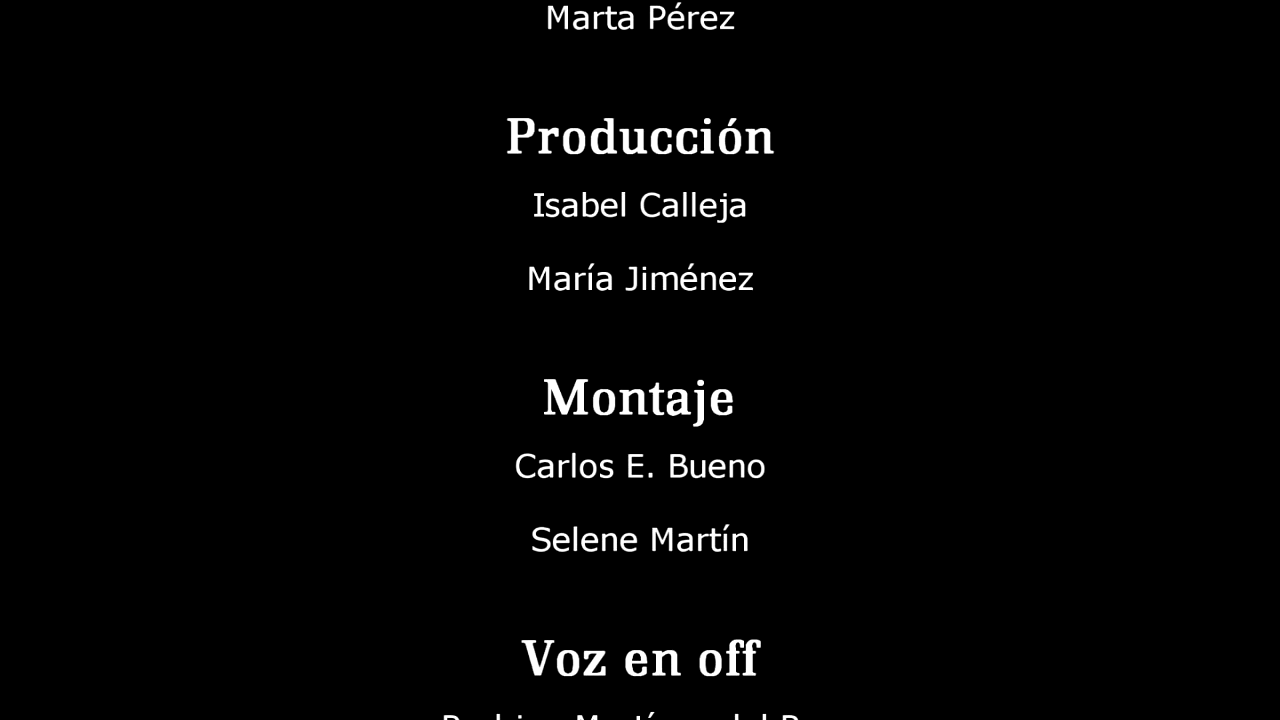 Marta Pérez
Producción
Isabel Calleja
María Jiménez
Montaje
Carlos E. Bueno
Selene Martín
Voz en off